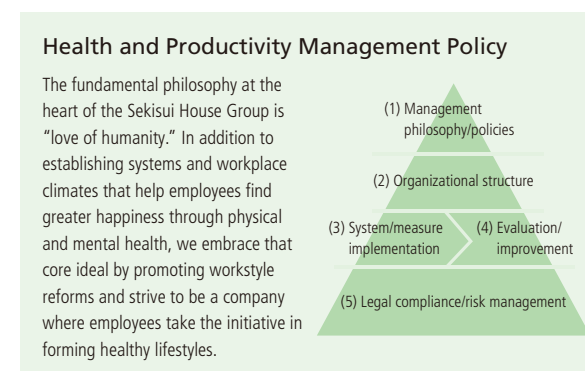 Health and Productivity Management Policy
The fundamental philosophy at the
heart of the Sekisui House Group is
“love of humanity.” In addition to
establishing systems and workplace
climates that help employees find
greater happiness through physical
and mental health, we embrace that
core ideal by promoting workstyle
reforms and strive to be a company
where employees take the initiative in
forming healthy lifestyles.
(1) Management
philosophy/policies
(2) Organizational structure
(3) System/measure
implementation
(4) Evaluation/
improvement
(5) Legal compliance/risk management